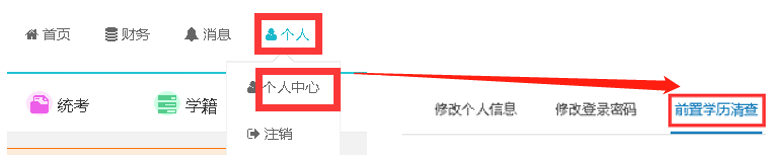 首页 财务 消息 个人
个人中心
统考 学籍
注销
修改个人信息 修改登录密码 前置学历清查